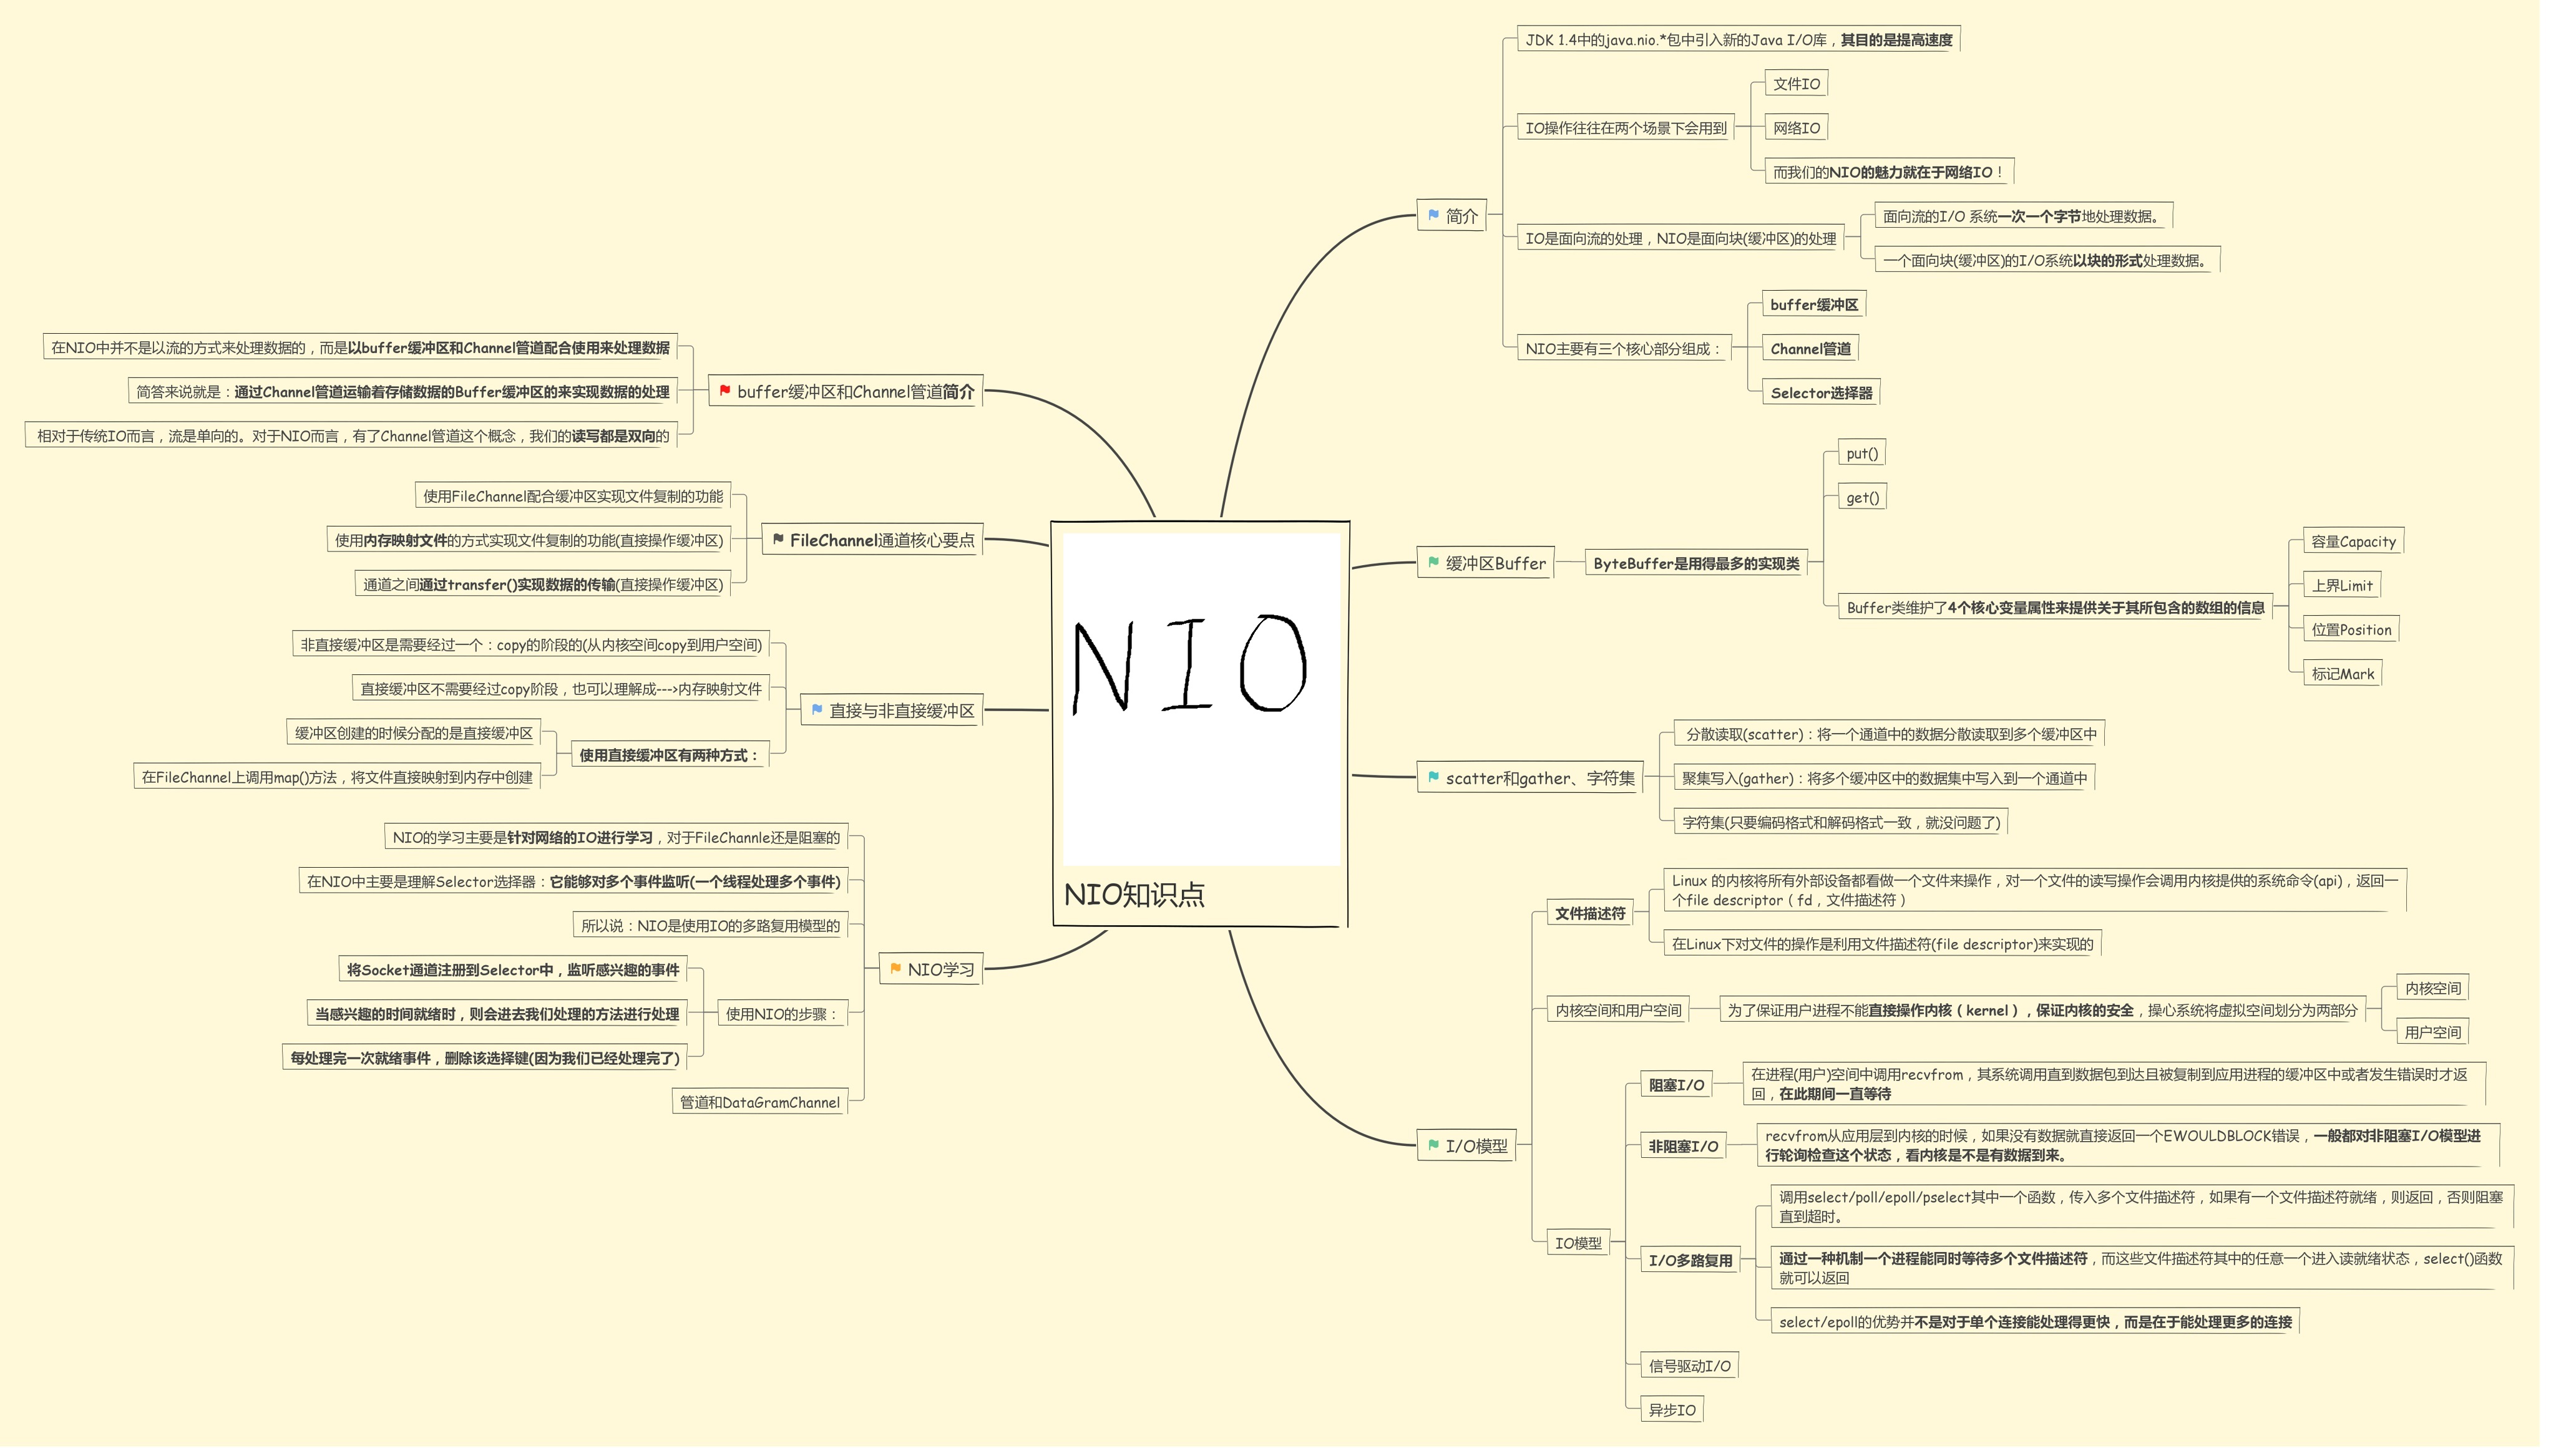 NIO
NIO知识点
简介
JDK 1.4中的java.nio.*包中引入新的Java I/O库，其目的是提高速度
IO操作往往在两个场景下会用到
文件IO
网络IO
而我们的NIO的魅力就在于网络IO！
IO是面向流的处理，NIO是面向块(缓冲区)的处理
面向流的I/O 系统一次一个字节地处理数据。
一个面向块(缓冲区)的I/O系统以块的形式处理数据。
NIO主要有三个核心部分组成：
buffer缓冲区
Channel管道
Selector选择器
缓冲区Buffer
ByteBuffer是用得最多的实现类
put()
get()
Buffer类维护了4个核心变量属性来提供关于其所包含的数组的信息
容量Capacity
上界Limit
位置Position
标记Mark
scatter和gather、字符集
分散读取(scatter)：将一个通道中的数据分散读取到多个缓冲区中
聚集写入(gather)：将多个缓冲区中的数据集中写入到一个通道中
字符集(只要编码格式和解码格式一致，就没问题了)
I/O模型
文件描述符
Linux 的内核将所有外部设备都看做一个文件来操作，对一个文件的读写操作会调用内核提供的系统命令(api)，返回一
个file descriptor（fd，文件描述符）
在Linux下对文件的操作是利用文件描述符(file descriptor)来实现的
内核空间和用户空间
为了保证用户进程不能直接操作内核（kernel），保证内核的安全，操心系统将虚拟空间划分为两部分
内核空间
用户空间
IO模型
阻塞I/O
在进程(用户)空间中调用recvfrom，其系统调用直到数据包到达且被复制到应用进程的缓冲区中或者发生错误时才返
回，在此期间一直等待
非阻塞I/O
recvfrom从应用层到内核的时候，如果没有数据就直接返回一个EWOULDBLOCK错误，一般都对非阻塞I/O模型进
行轮询检查这个状态，看内核是不是有数据到来。
I/O多路复用
调用select/poll/epoll/pselect其中一个函数，传入多个文件描述符，如果有一个文件描述符就绪，则返回，否则阻塞
直到超时。
通过一种机制一个进程能同时等待多个文件描述符，而这些文件描述符其中的任意一个进入读就绪状态，select()函数
就可以返回
select/epoll的优势并不是对于单个连接能处理得更快，而是在于能处理更多的连接
信号驱动I/O
异步IO
buffer缓冲区和Channel管道简介
在NIO中并不是以流的方式来处理数据的，而是以buffer缓冲区和Channel管道配合使用来处理数据
简答来说就是：通过Channel管道运输着存储数据的Buffer缓冲区的来实现数据的处理
相对于传统IO而言，流是单向的。对于NIO而言，有了Channel管道这个概念，我们的读写都是双向的
FileChannel通道核心要点
使用FileChannel配合缓冲区实现文件复制的功能
使用内存映射文件的方式实现文件复制的功能(直接操作缓冲区)
通道之间通过transfer()实现数据的传输(直接操作缓冲区)
直接与非直接缓冲区
非直接缓冲区是需要经过一个：copy的阶段的(从内核空间copy到用户空间)
直接缓冲区不需要经过copy阶段，也可以理解成--->内存映射文件
使用直接缓冲区有两种方式：
缓冲区创建的时候分配的是直接缓冲区
在FileChannel上调用map()方法，将文件直接映射到内存中创建
NIO学习
NIO的学习主要是针对网络的IO进行学习，对于FileChannle还是阻塞的
在NIO中主要是理解Selector选择器：它能够对多个事件监听(一个线程处理多个事件)
所以说：NIO是使用IO的多路复用模型的
使用NIO的步骤：
将Socket通道注册到Selector中，监听感兴趣的事件
当感兴趣的时间就绪时，则会进去我们处理的方法进行处理
每处理完一次就绪事件，删除该选择键(因为我们已经处理完了)
管道和DataGramChannel